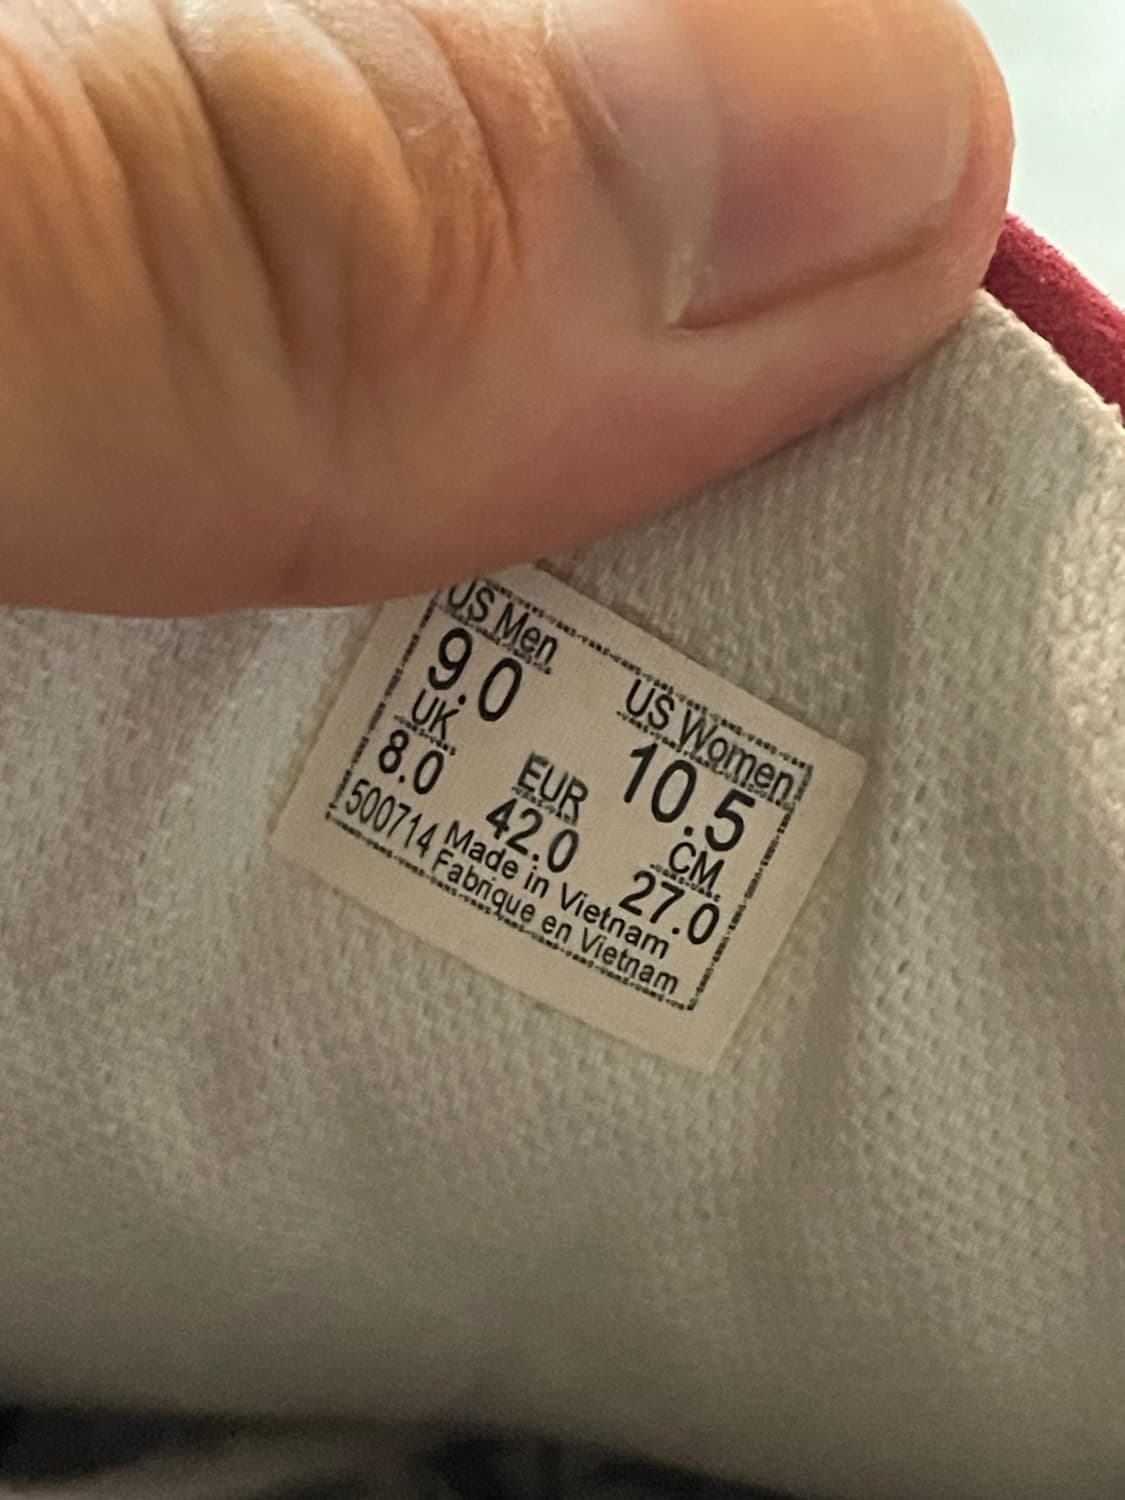 US Men
9.0
US Women
10.5
UK
8.0
EUR
42.0
CM
27.0
500714
Made in Vietnam
Fabrique en Vietnam